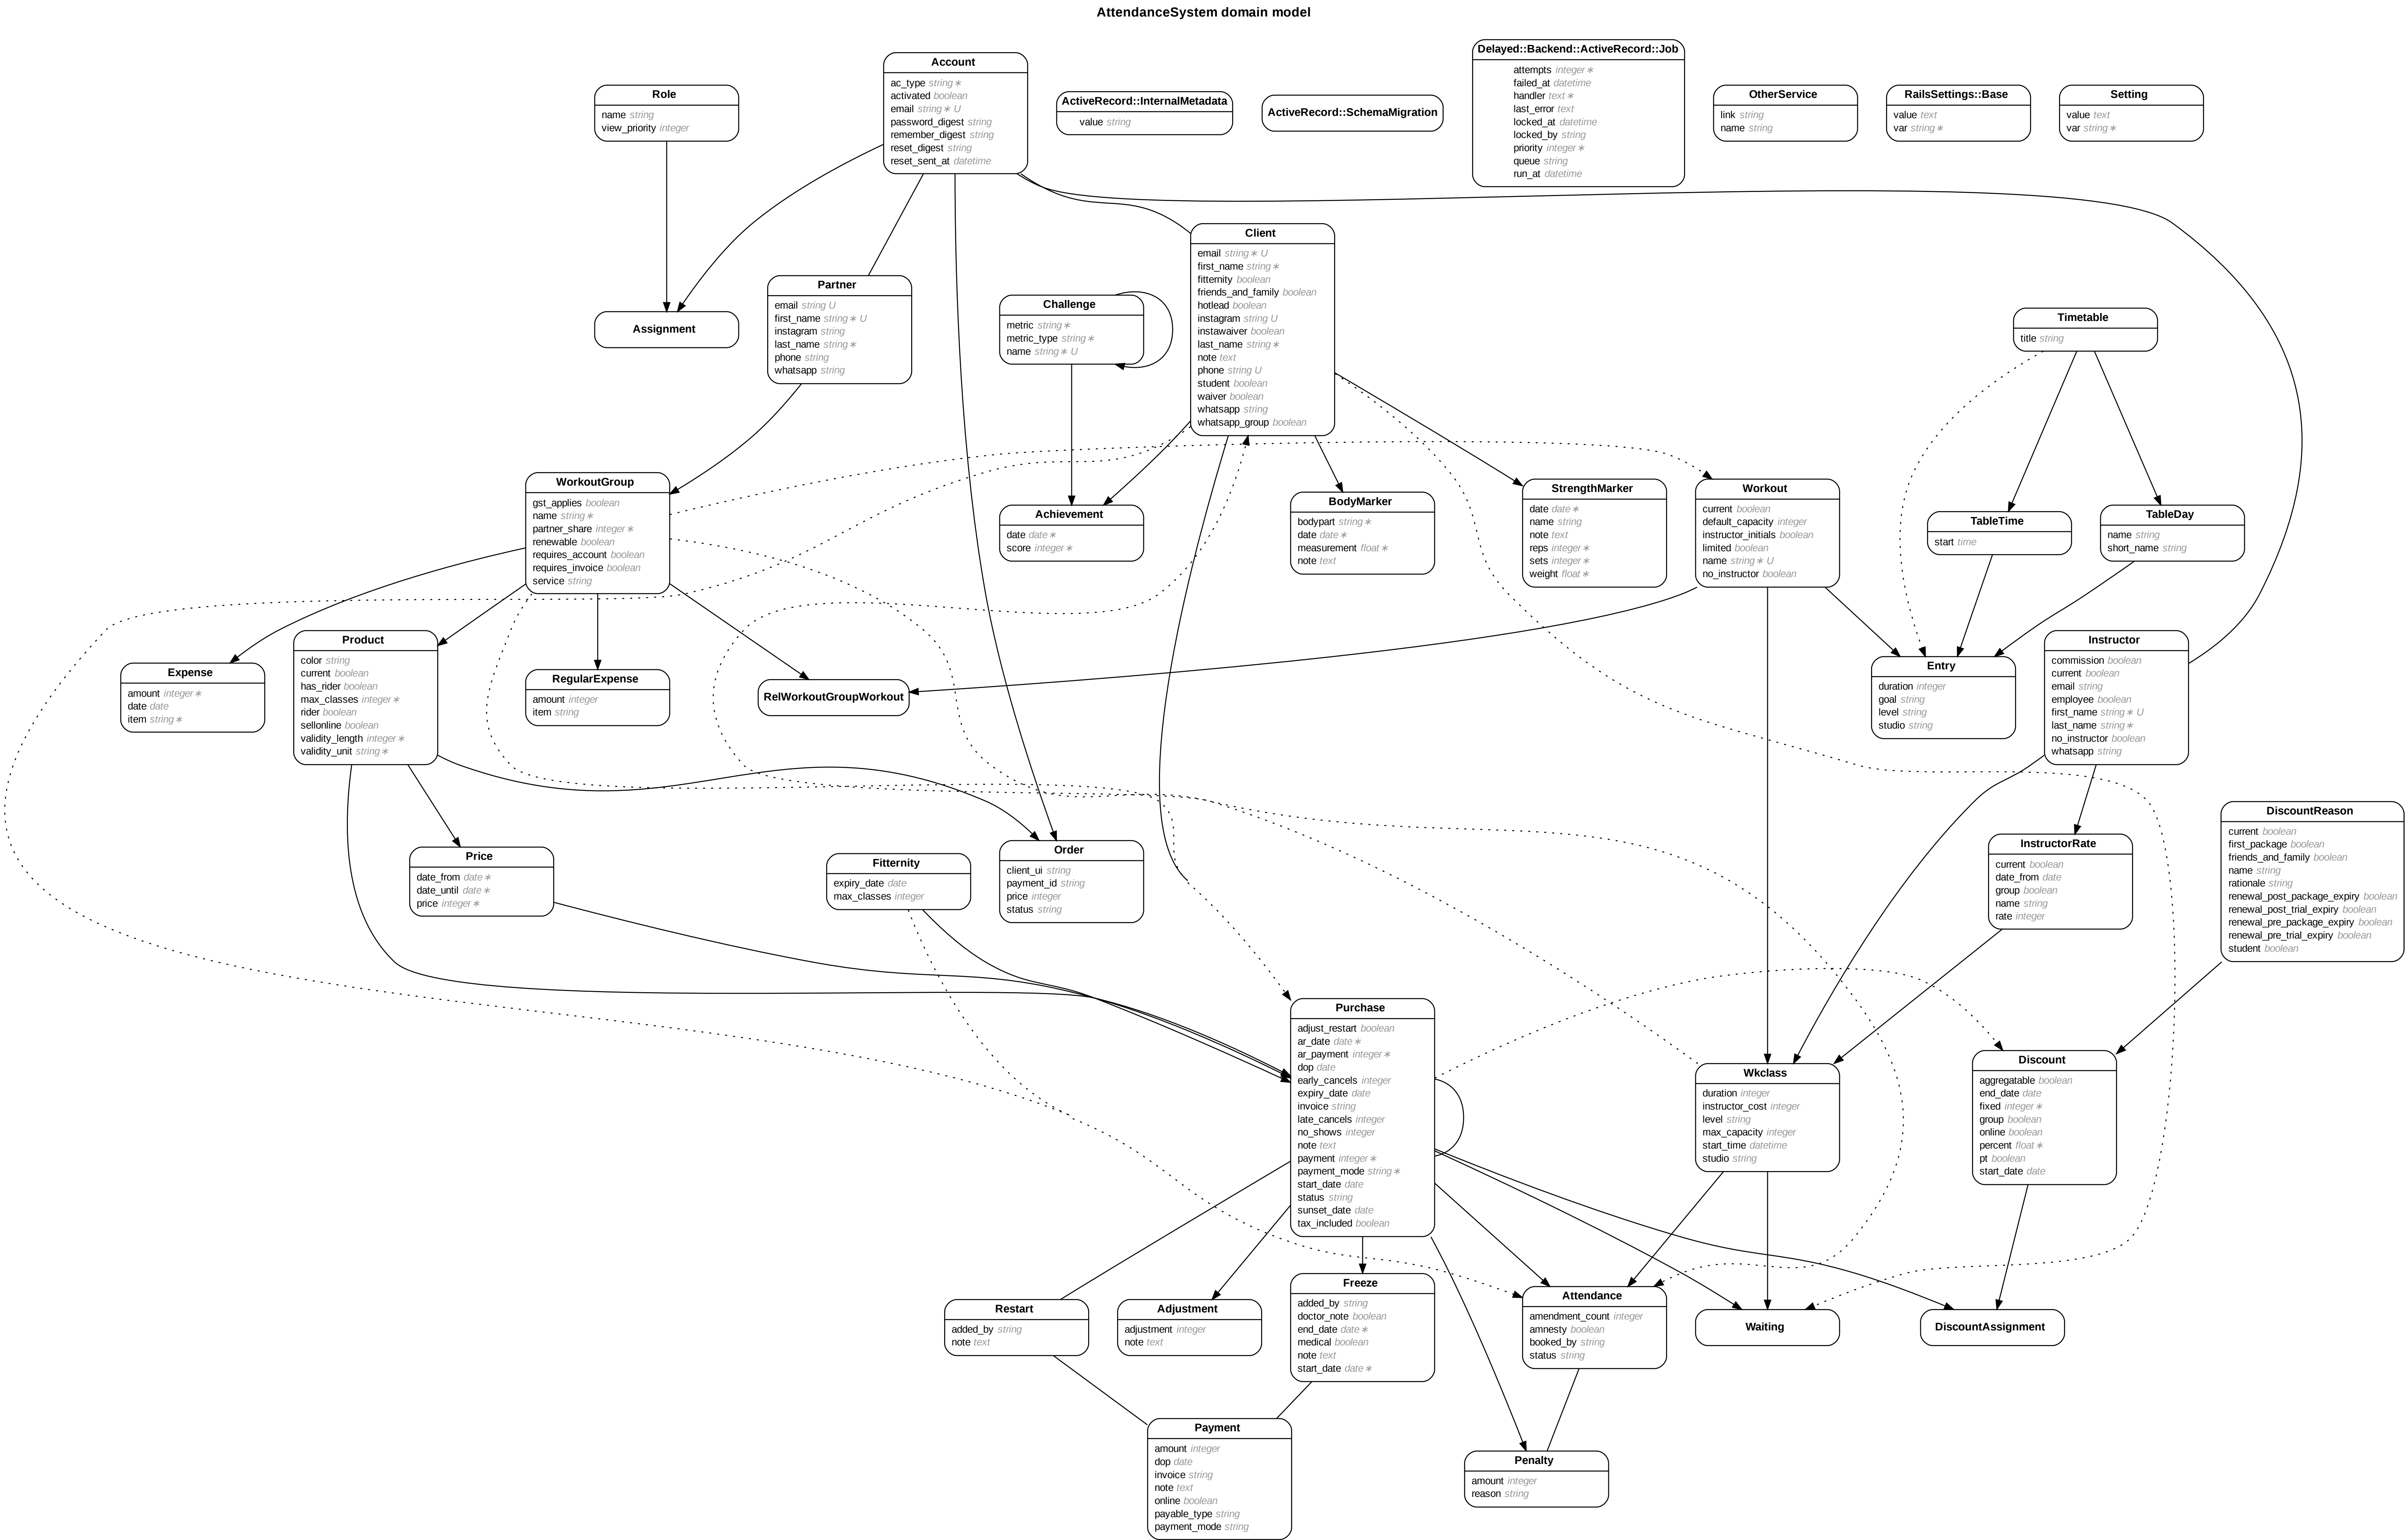 AttendanceSystem domain model
Role
name string
view_priority integer
Account
ac_type string∗
activated boolean
email string∗ U
password_digest string
remember_digest string
reset_digest string
reset_sent_at datetime
ActiveRecord::InternalMetadata
value string
ActiveRecord::SchemaMigration
Delayed::Backend::ActiveRecord::Job
attempts integer∗
failed_at datetime
handler text∗
last_error text
locked_at datetime
locked_by string
priority integer∗
queue string
run_at datetime
OtherService
link string
name string
RailsSettings::Base
value text
var string∗
Setting
value text
var string∗
Assignment
Partner
email string U
first_name string∗ U
instagram string
last_name string∗
phone string
whatsapp string
Challenge
metric string∗
metric_type string∗
name string∗ U
Client
email string∗ U
first_name string∗
fitternity boolean
friends_and_family boolean
hotlead boolean
instagram string U
instawaiver boolean
last_name string∗
note text
phone string U
student boolean
waiver boolean
whatsapp string
whatsapp_group boolean
Timetable
title string
WorkoutGroup
gst_applies boolean
name string∗
partner_share integer∗
renewable boolean
requires_account boolean
requires_invoice boolean
service string
Achievement
date date∗
score integer∗
BodyMarker
bodypart string∗
date date∗
measurement float∗
note text
StrengthMarker
date date∗
name string
note text
reps integer∗
sets integer∗
weight float∗
Workout
current boolean
default_capacity integer
instructor_initials boolean
limited boolean
name string∗ U
no_instructor boolean
TableTime
start time
TableDay
name string
short_name string
Expense
amount integer∗
date date
item string∗
Product
color string
current boolean
has_rider boolean
max_classes integer∗
rider boolean
sellonline boolean
validity_length integer∗
validity_unit string∗
RegularExpense
amount integer
item string
RelWorkoutGroupWorkout
Entry
duration integer
goal string
level string
studio string
Instructor
commission boolean
current boolean
email string
employee boolean
first_name string∗ U
last_name string∗
no_instructor boolean
whatsapp string
Price
date_from date∗
date_until date∗
price integer∗
Fitternity
expiry_date date
max_classes integer
Order
client_ui string
payment_id string
price integer
status string
InstructorRate
current boolean
date_from date
group boolean
name string
rate integer
DiscountReason
current boolean
first_package boolean
friends_and_family boolean
name string
rationale string
renewal_post_package_expiry boolean
renewal_post_trial_expiry boolean
renewal_pre_package_expiry boolean
renewal_pre_trial_expiry boolean
student boolean
Purchase
adjust_restart boolean
ar_date date∗
ar_payment integer∗
dop date
early_cancels integer
expiry_date date
invoice string
late_cancels integer
no_shows integer
note text
payment integer∗
payment_mode string∗
start_date date
status string
sunset_date date
tax_included boolean
Wkclass
duration integer
instructor_cost integer
level string
max_capacity integer
start_time datetime
studio string
Discount
aggregatable boolean
end_date date
fixed integer∗
group boolean
online boolean
percent float∗
pt boolean
start_date date
Restart
added_by string
note text
Adjustment
adjustment integer
note text
Freeze
added_by string
doctor_note boolean
end_date date∗
medical boolean
note text
start_date date∗
Attendance
amendment_count integer
amnesty boolean
booked_by string
status string
Waiting
DiscountAssignment
Payment
amount integer
dop date
invoice string
note text
online boolean
payable_type string
payment_mode string
Penalty
amount integer
reason string